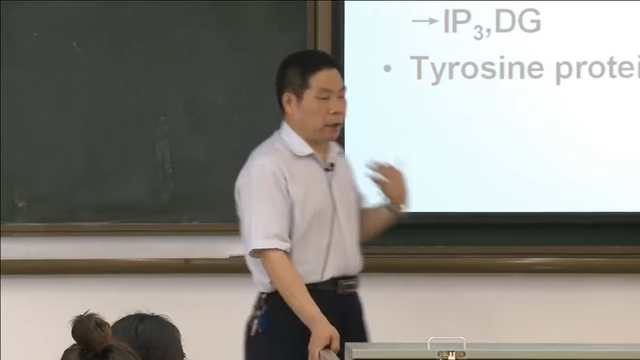 →IP3,DG
• Tyrosine protei